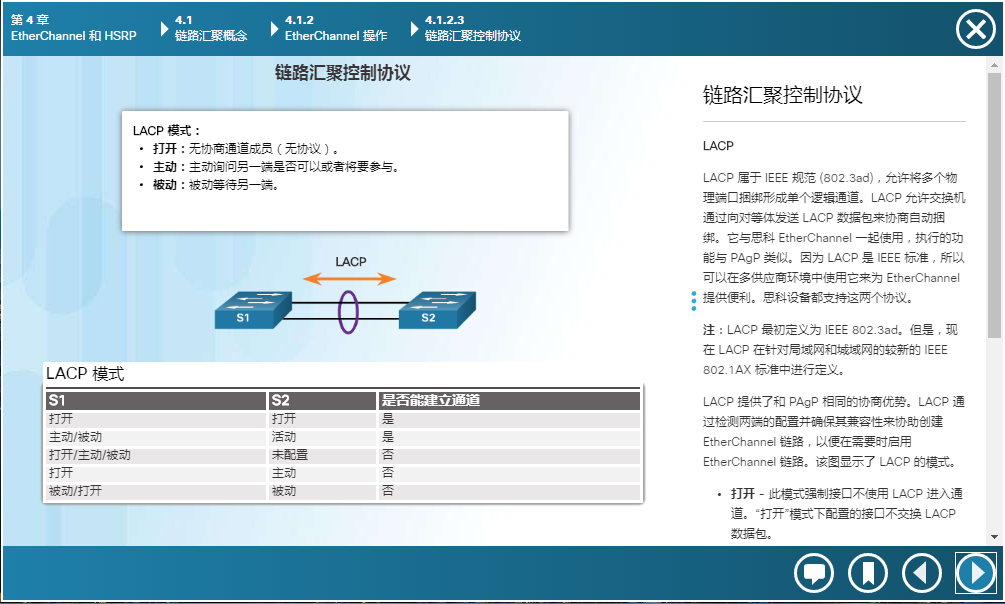 第 4 章
EtherChannel 和 HSRP
4.1
链路汇聚概念
4.1.2
EtherChannel 操作
4.1.2.3
链路汇聚控制协议
链路汇聚控制协议
LACP 模式：
• 打开：无协商通道成员（无协议）。
• 主动：主动询问另一端是否可以或者将要参与。
• 被动：被动等待另一端。
LACP
S1
S2
LACP 模式
S1 S2 是否能建立通道
打开 打开 是
主动/被动 活动 是
打开/主动/被动 未配置 否
打开 主动 否
被动/打开 被动 否
链路汇聚控制协议
LACP
LACP 属于 IEEE 规范 (802.3ad)，允许将多个物
理端口捆绑形成单个逻辑通道。LACP 允许交换机
通过向对等体发送 LACP 数据包来协商自动捆
绑。它与思科 EtherChannel 一起使用，执行的功
能与 PAgP 类似。因为 LACP 是 IEEE 标准，所以
可以在多供应商环境中使用它来为 EtherChannel
提供便利。思科设备都支持这两个协议。
注：LACP 最初定义为 IEEE 802.3ad。但是，现
在 LACP 在针对局域网和城域网的较新的 IEEE
802.1AX 标准中进行定义。
LACP 提供了和 PAgP 相同的协商优势。LACP 通
过检测两端的配置并确保其兼容性来协助创建
EtherChannel 链路，以便在需要时启用
EtherChannel 链路。该图显示了 LACP 的模式。
• 打开 - 此模式强制接口不使用 LACP 进入通
道。“打开”模式下配置的接口不交换 LACP
数据包。